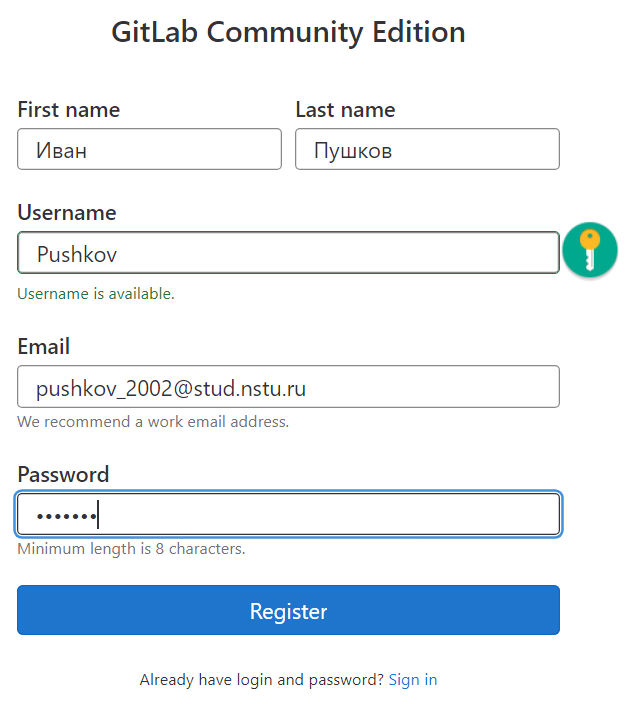 GitLab Community Edition
First name Last name
Иван Пушков
Username
Pushkov
Username is available.
Email
pushkov_2002@stud.nstu.ru
We recommend a work email address.
Password
•••••••
Minimum length is 8 characters.
Register
Already have login and password? Sign in